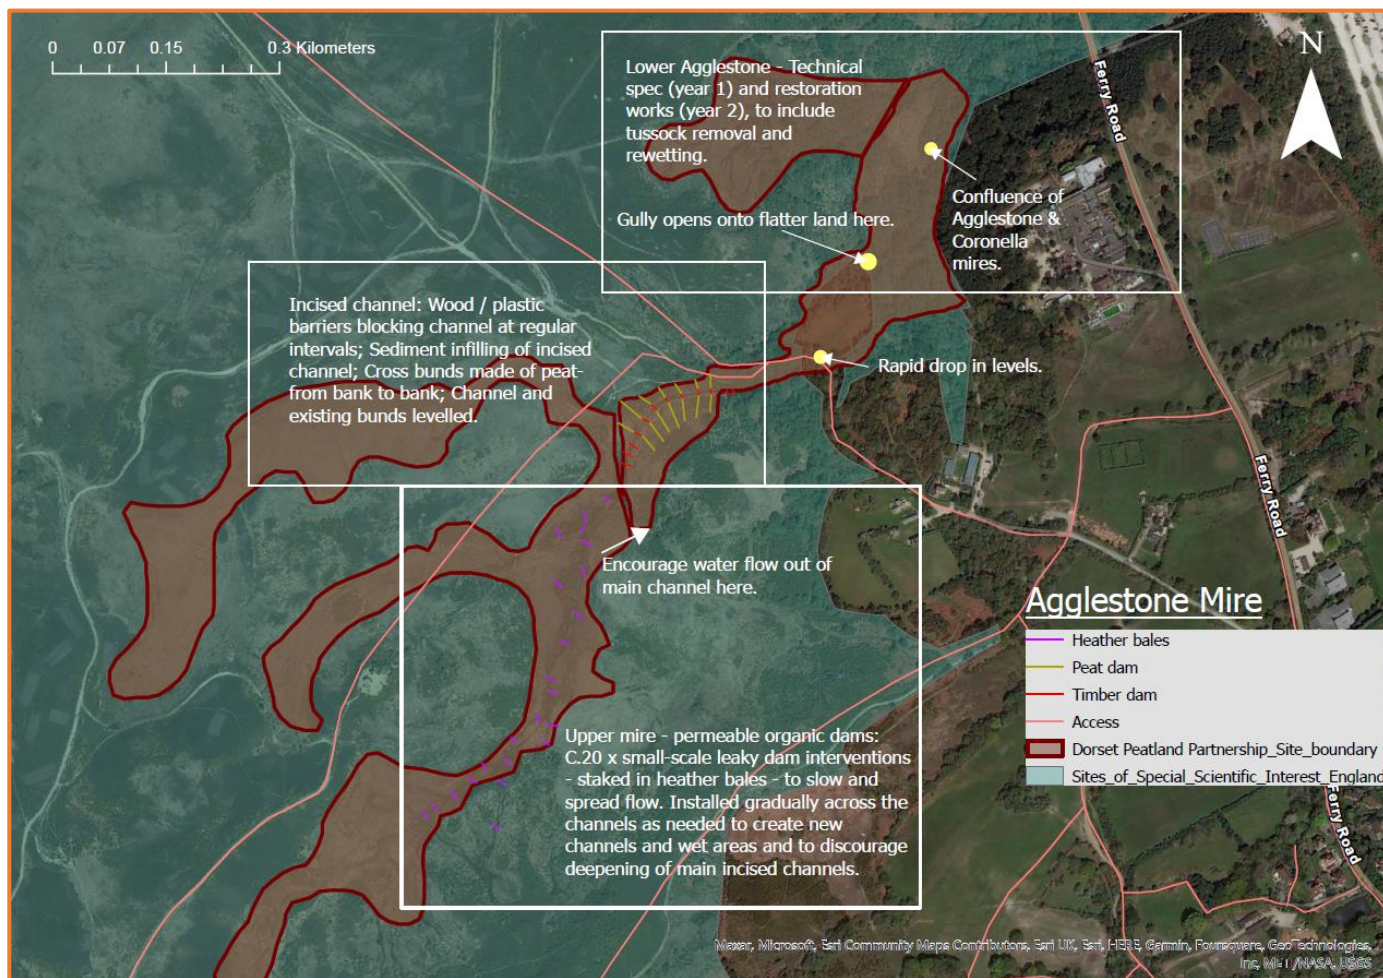 0 0.07 0.15 0.3 Kilometers
N
Lower Agglestone - Technical
spec (year 1) and restoration
works (year 2), to include
tussock removal and
rewetting.
Ferry Road
Confluence of
Agglestone &
Coronella
mires.
Gully opens onto flatter land here.
Incised channel: Wood / plastic
barriers blocking channel at regular
intervals; Sediment infilling of incised
channel; Cross bunds made of peat-
from bank to bank; Channel and
existing bunds levelled.
Rapid drop in levels.
Ferry Road
Encourage water flow out of
main channel here.
Upper mire - permeable organic dams:
C.20 x small-scale leaky dam interventions
- staked in heather bales - to slow and
spread flow. Installed gradually across the
channels as needed to create new
channels and wet areas and to discourage
deepening of main incised channels.
Agglestone Mire
Heather bales
Peat dam
Timber dam
Access
Dorset Peatland Partnership_Site_boundary
Sites_of_Special_Scientific_Interest_England
Ferry Road
Maxar, Microsoft, Esri Community Maps Contributors, Esri UK, Esri, HERE, Garmin, Foursquare, GeoTechnologies,
Inc, METI/NASA, USGS